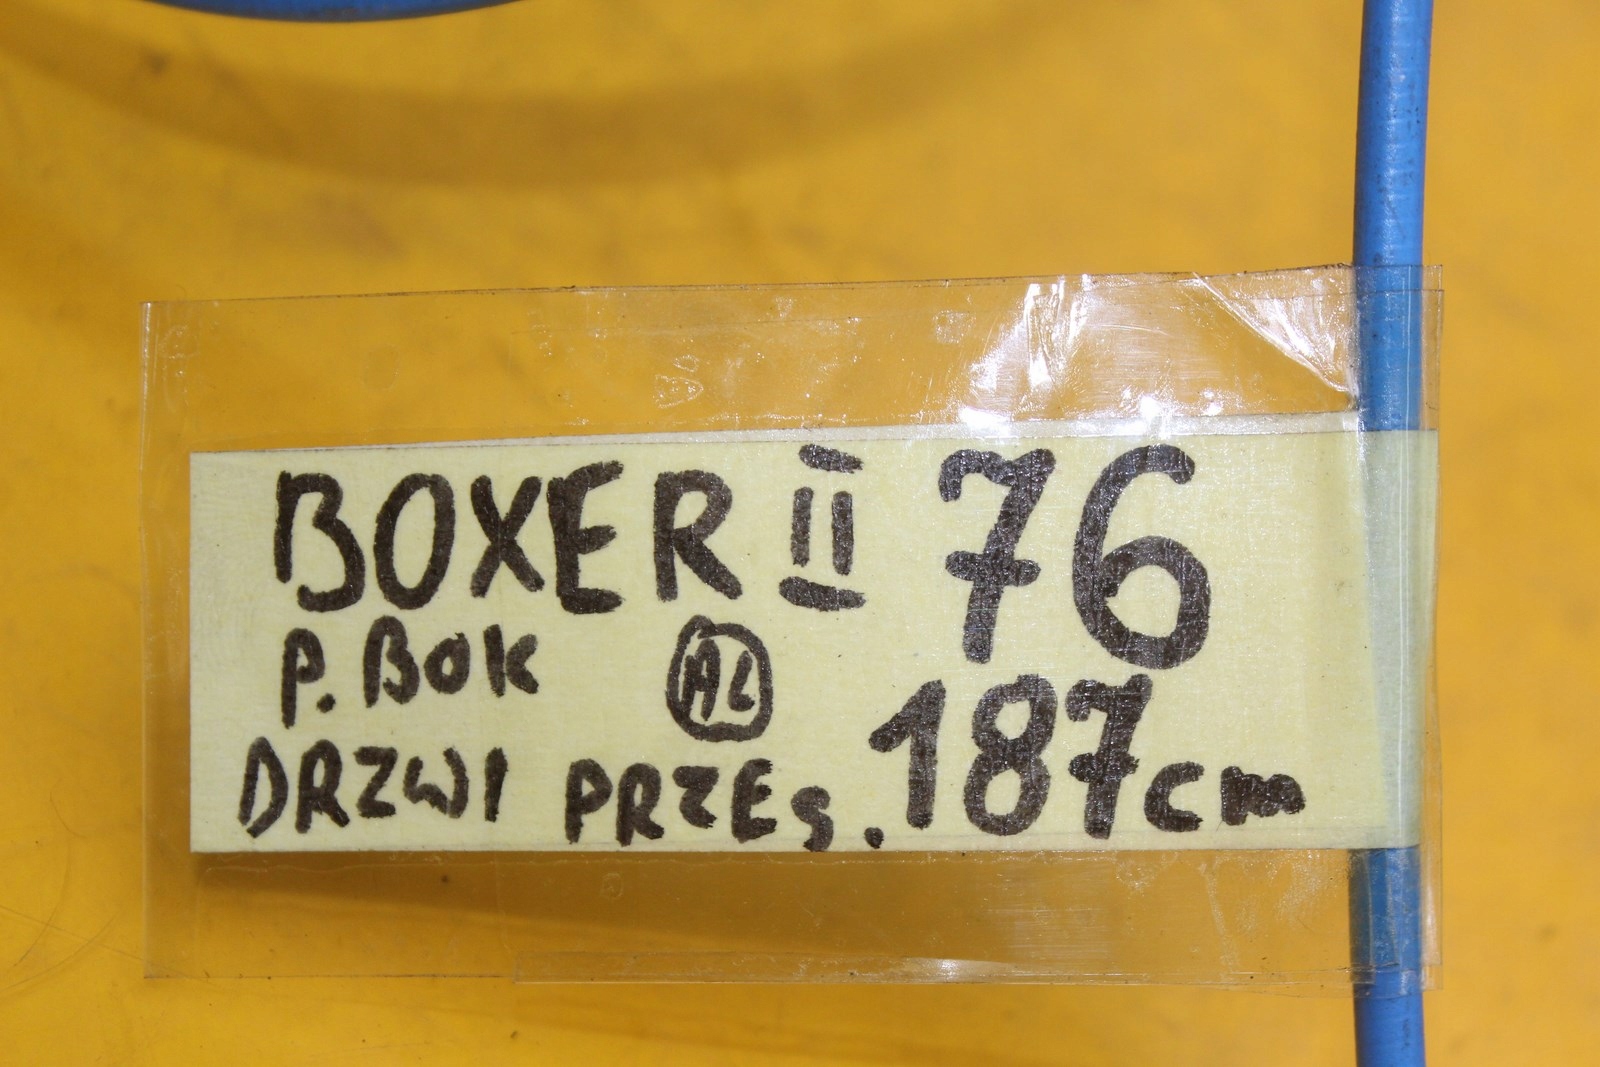 BOXER II 76
P. BOK AL
DRZWI PRZES. 187cm